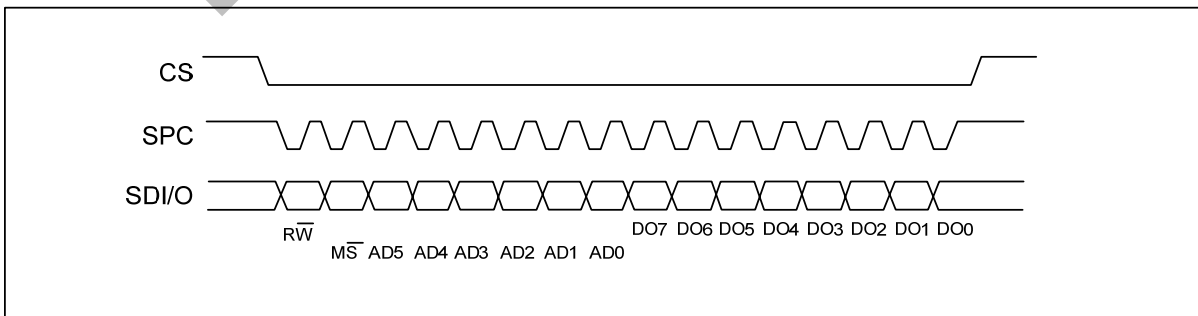 CS
SPC
SDI/O
RW̅
DO7 DO6 DO5 DO4 DO3 DO2 DO1 DO0
MS̅ AD5 AD4 AD3 AD2 AD1 AD0